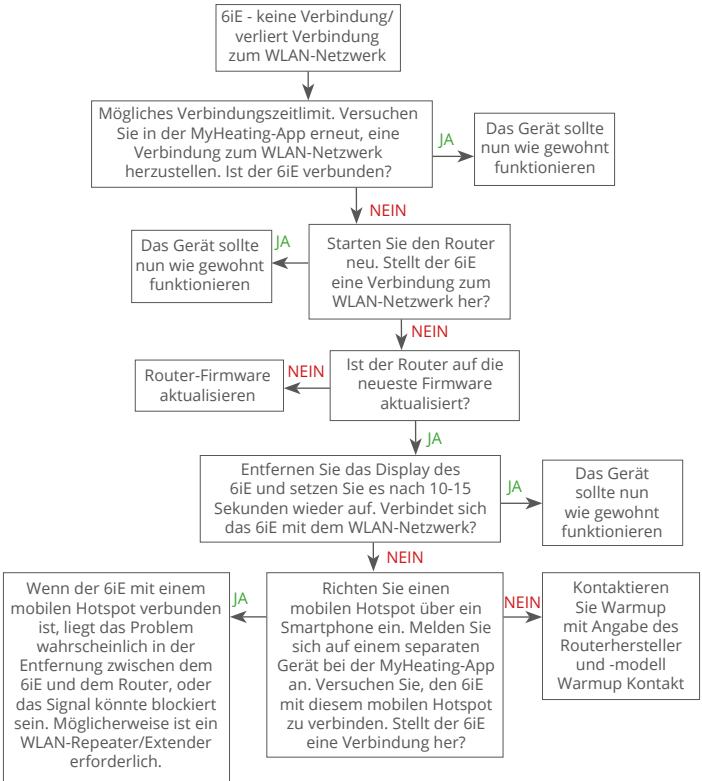 6iE - keine Verbindung/
verliert Verbindung
zum WLAN-Netzwerk
Mögliches Verbindungszeitlimit. Versuchen
Sie in der MyHeating-App erneut, eine
Verbindung zum WLAN-Netzwerk
herzustellen. Ist der 6iE verbunden?
JA
Das Gerät sollte
nun wie gewohnt
funktionieren
NEIN
Starten Sie den Router
neu. Stellt der 6iE
eine Verbindung zum
WLAN-Netzwerk her?
JA
Das Gerät sollte
nun wie gewohnt
funktionieren
NEIN
Ist der Router auf die
neueste Firmware
aktualisiert?
NEIN
Router-Firmware
aktualisieren
JA
Entfernen Sie das Display des
6iE und setzen Sie es nach 10-15
Sekunden wieder auf. Verbindet sich
das 6iE mit dem WLAN-Netzwerk?
JA
Das Gerät
sollte nun
wie gewohnt
funktionieren
NEIN
Richten Sie einen
mobilen Hotspot über ein
Smartphone ein. Melden Sie
sich auf einem separaten
Gerät bei der MyHeating-App
an. Versuchen Sie, den 6iE
mit diesem mobilen Hotspot
zu verbinden. Stellt der 6iE
eine Verbindung her?
JA
Wenn der 6iE mit einem
mobilen Hotspot verbunden
ist, liegt das Problem
wahrscheinlich in der
Entfernung zwischen dem
6iE und dem Router, oder
das Signal könnte blockiert
sein. Möglicherweise ist ein
WLAN-Repeater/Extender
erforderlich.
NEIN
Kontaktieren
Sie Warmup
mit Angabe des
Routerhersteller
und -modell
Warmup Kontakt